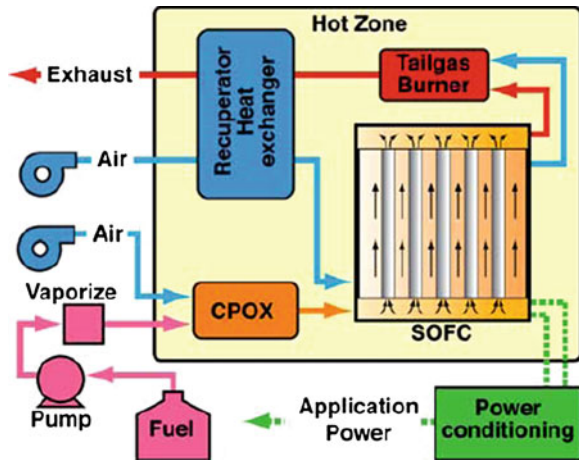 Hot Zone
Exhaust
Recuperator
Heat
exchanger
Tailgas
Burner
Air
Air
Vaporize
CPOX
SOFC
Pump
Fuel
Application
Power
Power
conditioning